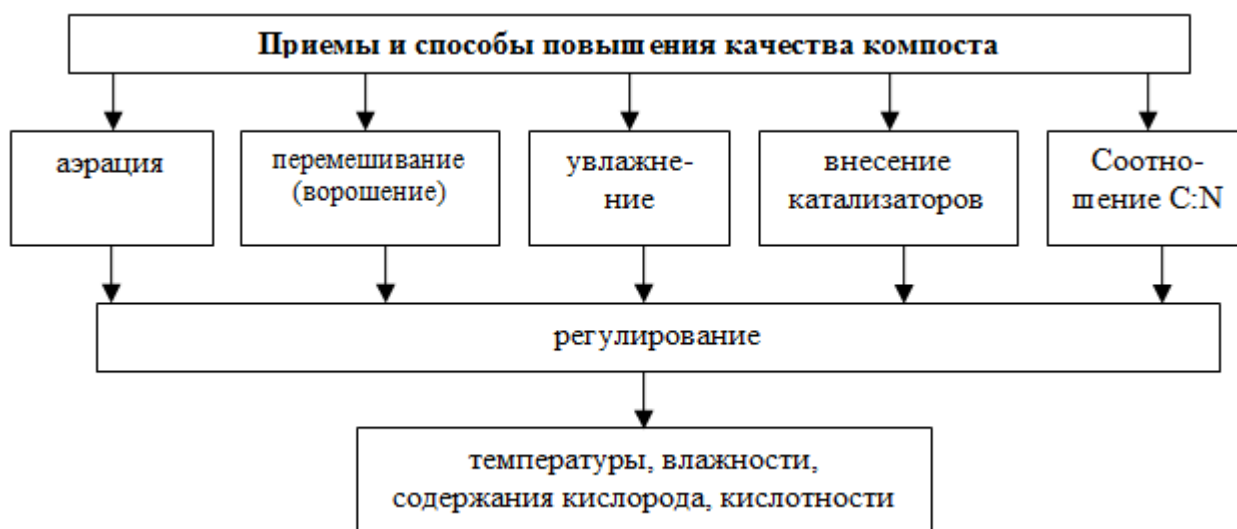 Приемы и способы повышения качества компоста
аэрация
перемешивание
(ворошение)
увлажне-
ние
внесение
катализаторов
Соотно-
шение C:N
регулирование
температуры, влажности,
содержания кислорода, кислотности